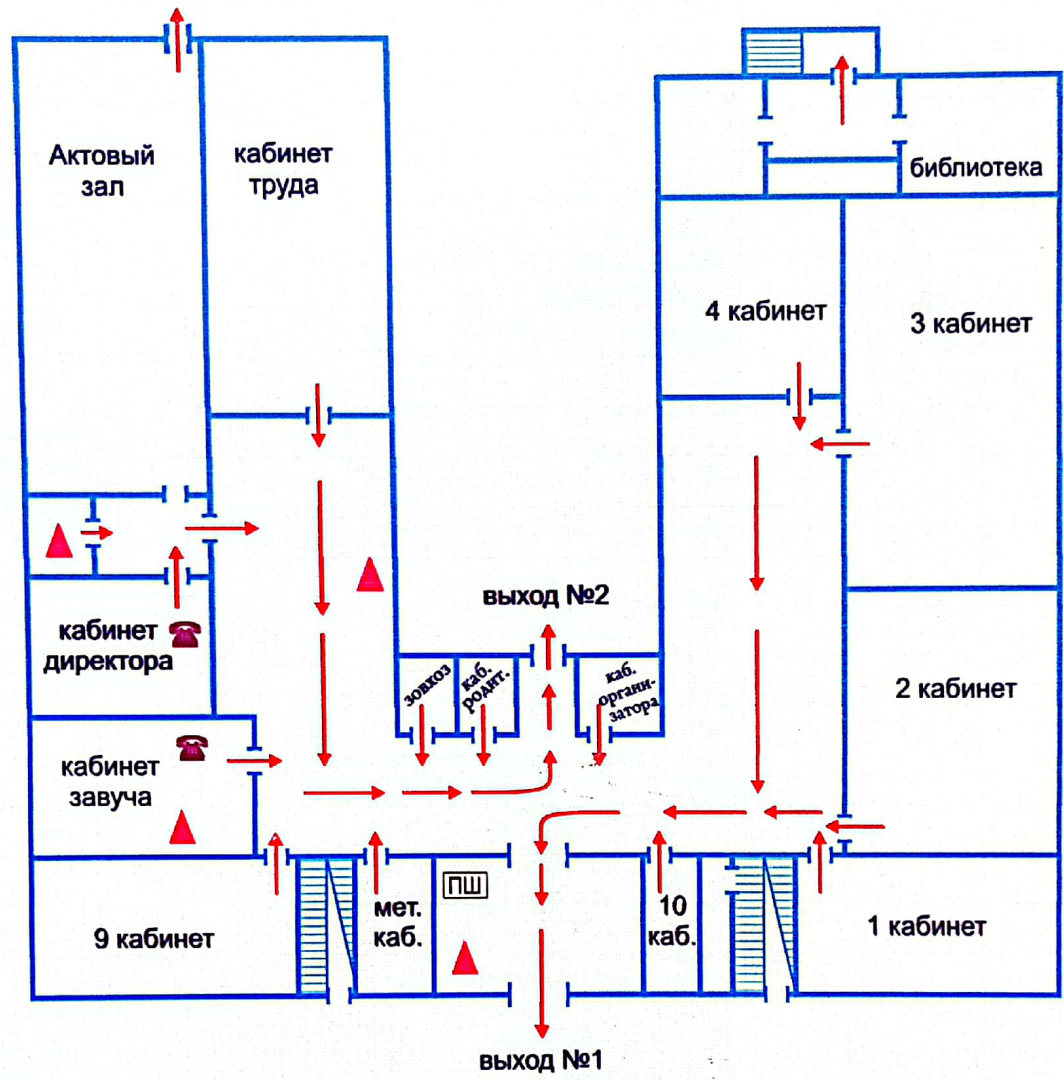 Актовый
зал
кабинет
труда
библиотека
4 кабинет
3 кабинет
выход №2
кабинет
директора
зовхоз
каб.
родит.
каб.
органи-
затора
2 кабинет
кабинет
завуча
9 кабинет
мет.
каб.
ПШ
10
каб.
1 кабинет
выход №1